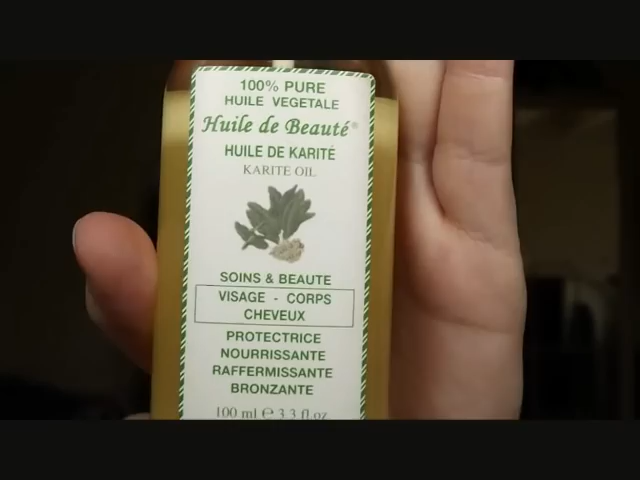 100% PURE
HUILE VEGETALE
Huile de Beauté®
HUILE DE KARITÉ
KARITE OIL
SOINS & BEAUTE
VISAGE - CORPS
CHEVEUX
PROTECTRICE
NOURRISSANTE
RAFFERMISSANTE
BRONZANTE
100 ml ℮ 3.3 fl.oz